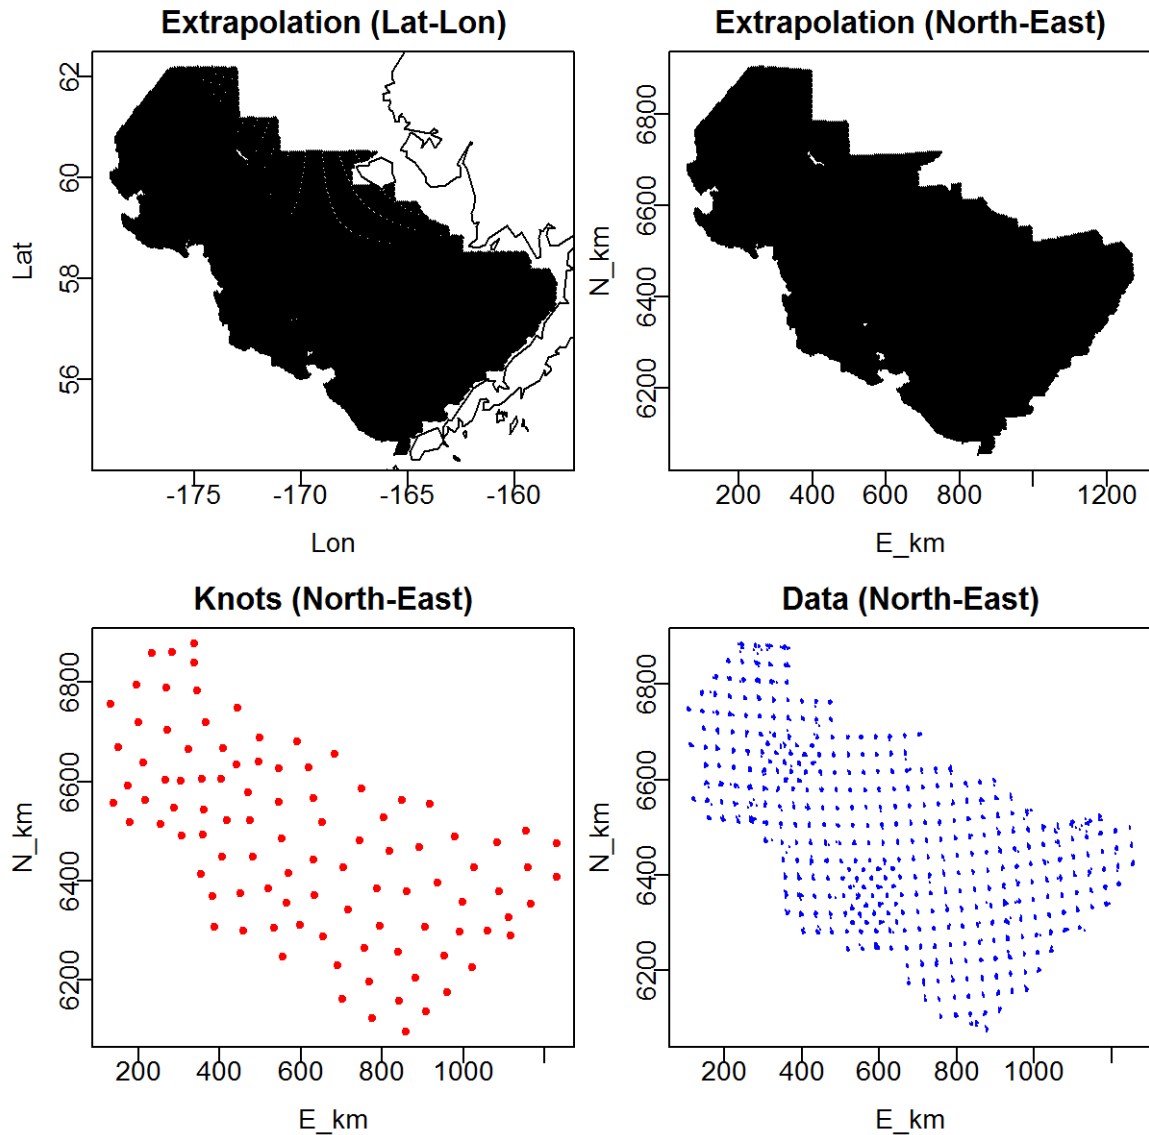 Extrapolation (Lat-Lon)
Lat
62
60
58
56
-175
-170
-165
-160
Lon
Extrapolation (North-East)
N_km
6800
6600
6400
6200
200
400
600
800
1200
E_km
Knots (North-East)
N_km
6800
6600
6400
6200
200
400
600
800
1000
E_km
Data (North-East)
N_km
6800
6600
6400
6200
200
400
600
800
1000
E_km